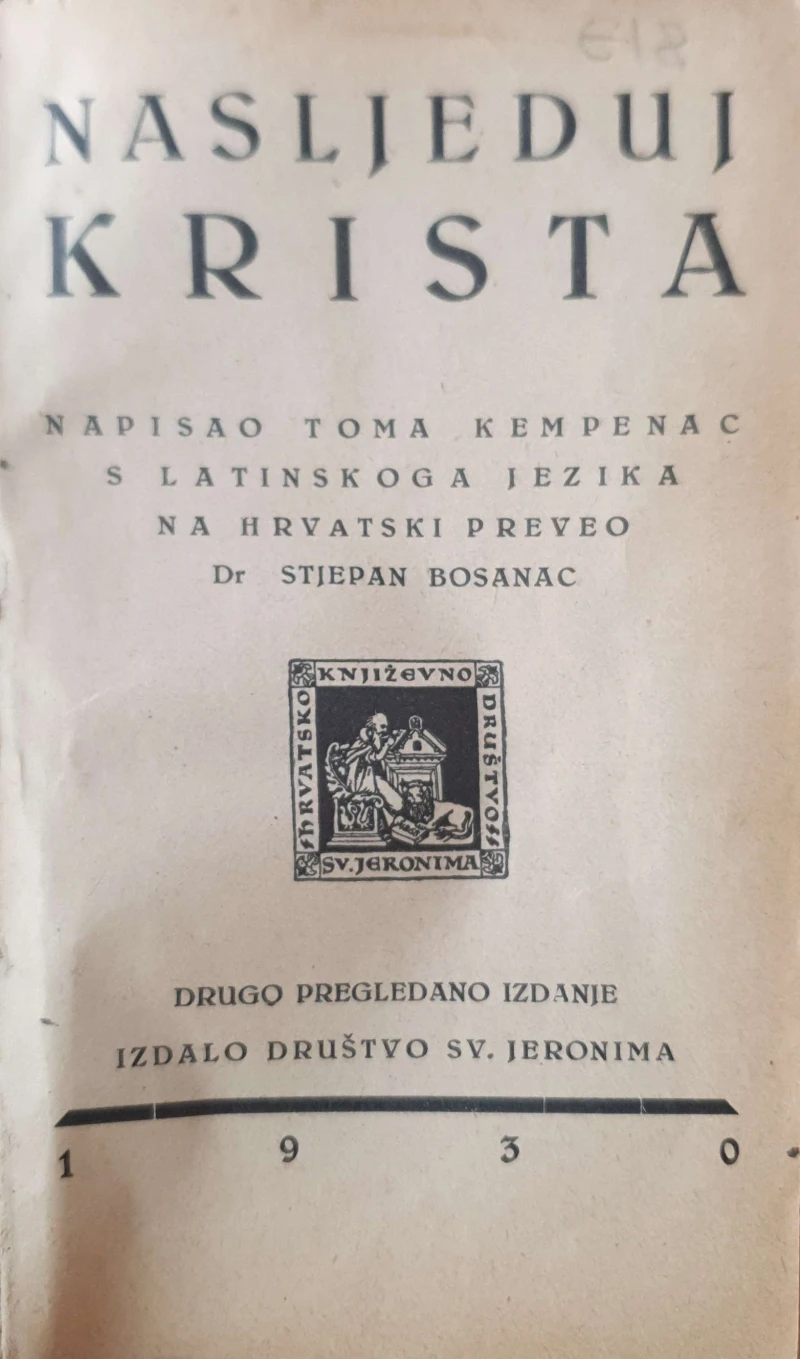 NASLJEDUJ
KRISTA
NAPISAO TOMA KEMPENAC
S LATINSKOGA JEZIKA
NA HRVATSKI PREVEO
Dr STJEPAN BOSANAC
HRVATSKO
KNJIŽEVNO
DRUŠTVO
SV. JERONIMA
DRUGO PREGLEDANO IZDANJE
IZDALO DRUŠTVO SV. JERONIMA
1 9 3 0